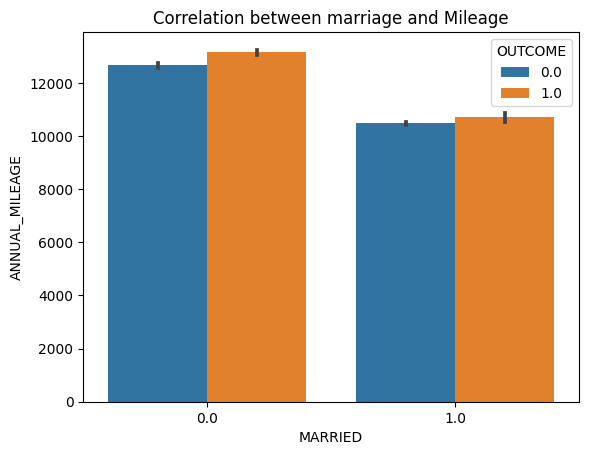 Correlation between marriage and Mileage
OUTCOME
0.0
1.0
ANNUAL_MILEAGE
12000
10000
8000
6000
4000
2000
0
0.0
1.0
MARRIED